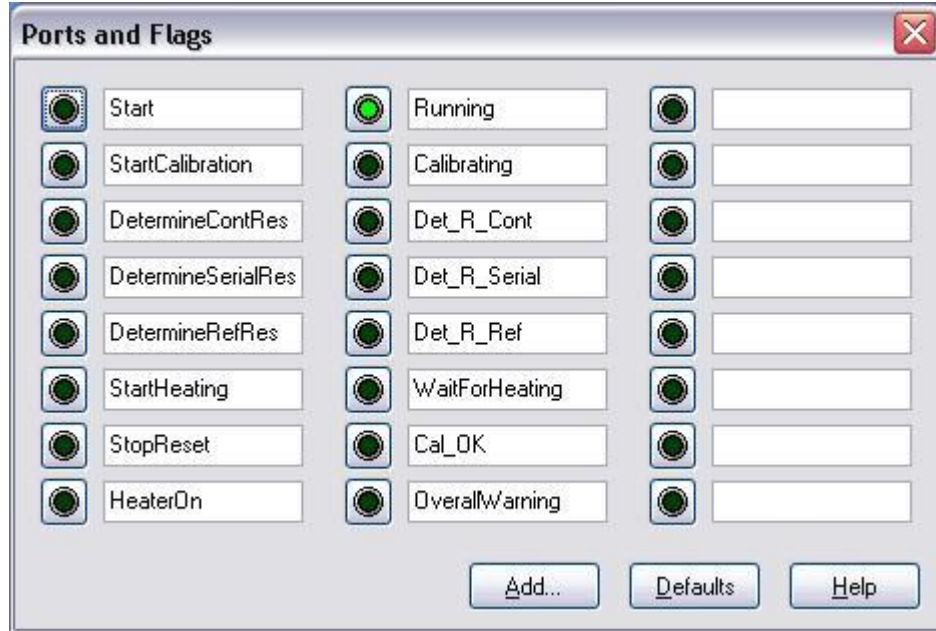 Ports and Flags
Start Running
StartCalibration Calibrating
DetermineContRes Det_R_Cont
DetermineSerialRes Det_R_Serial
DetermineRefRes Det_R_Ref
StartHeating WaitForHeating
StopReset Cal_OK
HeaterOn OverallWarning
Add... Defaults Help